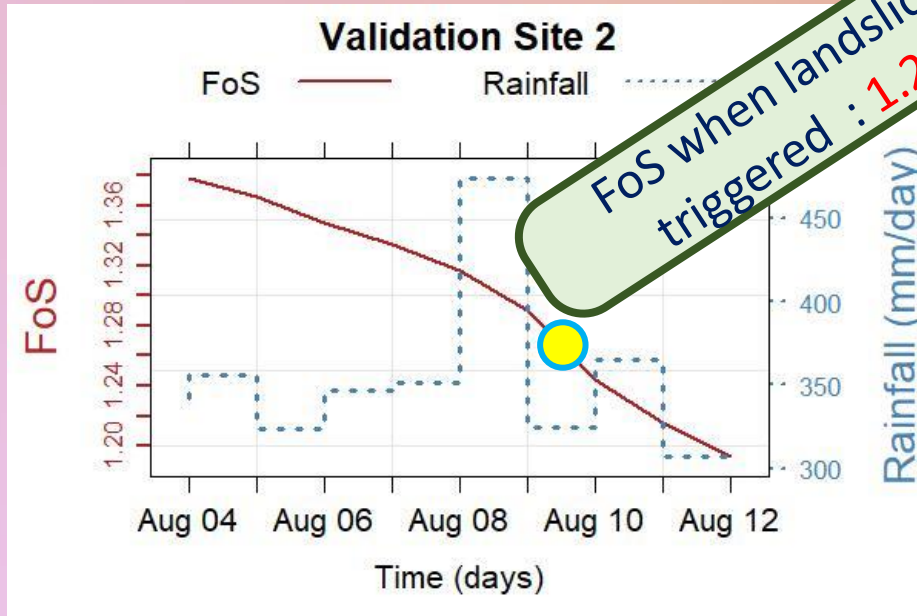 Validation Site 2
FoS
Rainfall
FoS when
triggered : 1.2
FoS
1.36
1.32
1.28
1.24
1.20
450
400
350
300
Rainfall (mm/day)
Aug 04 Aug 06 Aug 08 Aug 10 Aug 12
Time (days)